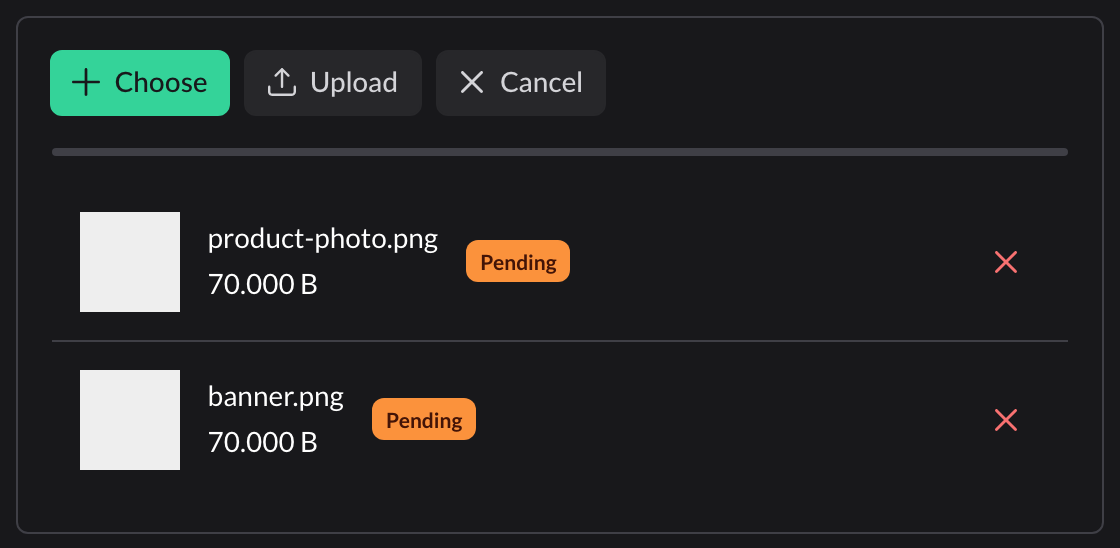 Choose
Upload
Cancel
product-photo.png
70.000 B
Pending
banner.png
70.000 B
Pending